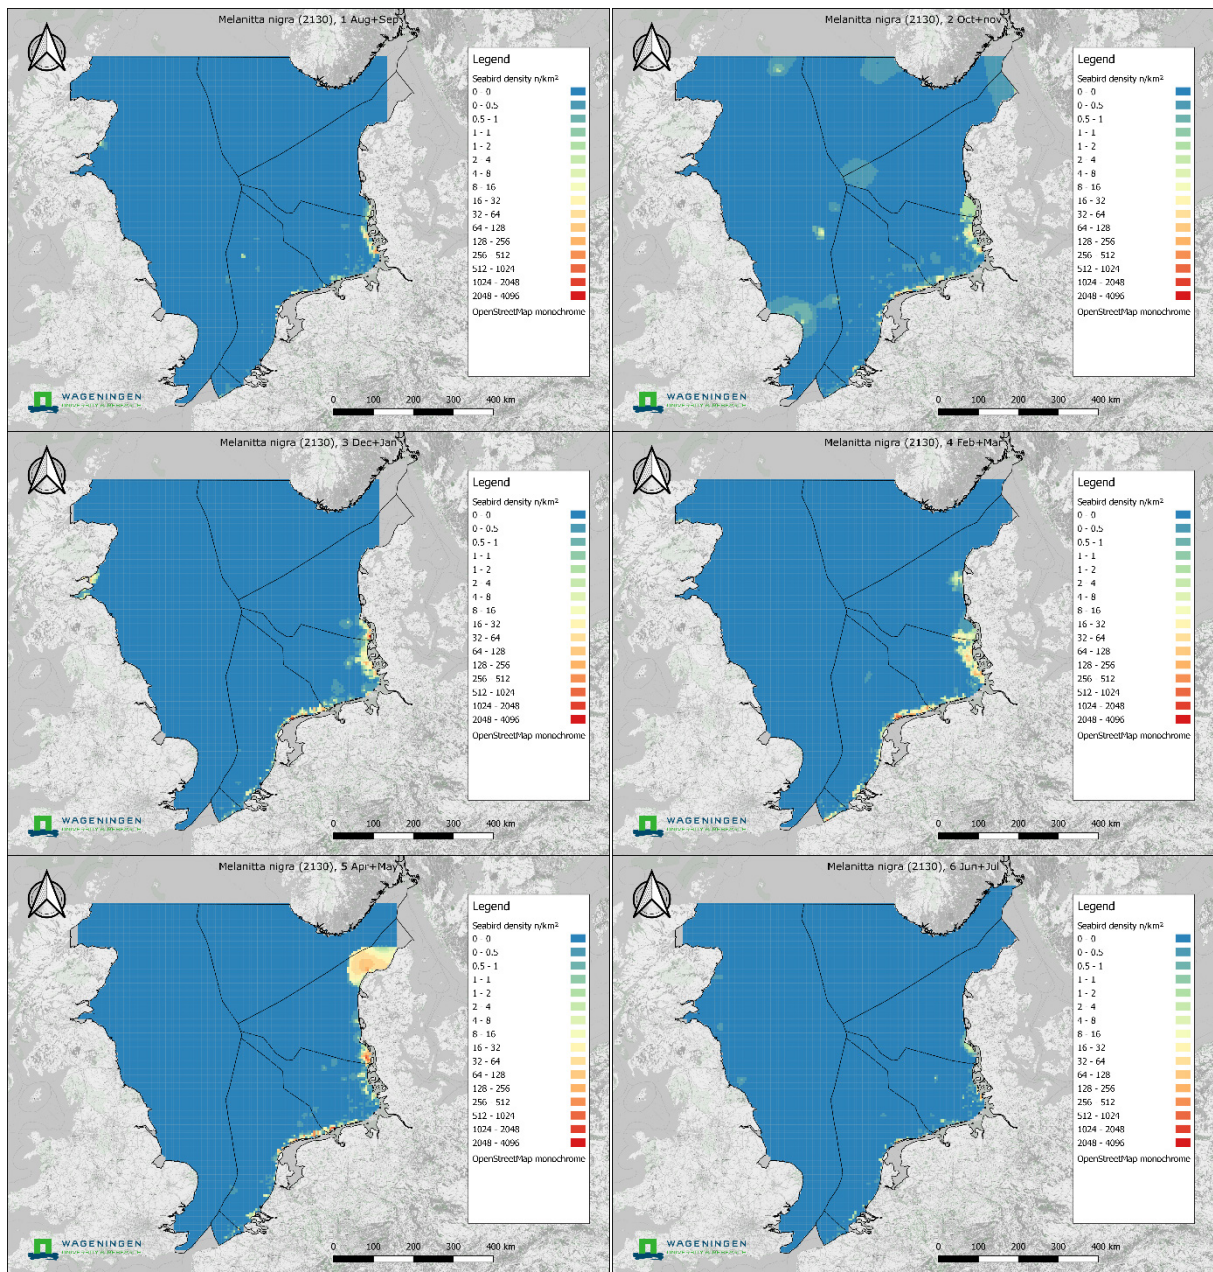 Melanitta nigra (2130), 1 Aug+Sep
Legend
Seabird density n/km²
0 - 0
0 - 0.5
0.5 - 1
1 - 1
1 - 2
2 - 4
4 - 8
8 - 16
16 - 32
32 - 64
64 - 128
128 - 256
256 512
512 - 1024
1024 - 2048
2048 - 4096
OpenStreetMap monochrome
WAGENINGEN
UNIVERSITY & RESEARCH
0 100 200 300 400 km
Melanitta nigra (2130), 2 Oct+nov
Legend
Seabird density n/km²
0 - 0
0 - 0.5
0.5 - 1
1 - 1
1 - 2
2 - 4
4 - 8
8 - 16
16 - 32
32 - 64
64 - 128
128 - 256
256 512
512 - 1024
1024 - 2048
2048 - 4096
OpenStreetMap monochrome
WAGENINGEN
UNIVERSITY & RESEARCH
0 100 200 300 400 km
Melanitta nigra (2130), 3 Dec+Jan
Legend
Seabird density n/km²
0 - 0
0 - 0.5
0.5 - 1
1 - 1
1 - 2
2 - 4
4 - 8
8 - 16
16 - 32
32 - 64
64 - 128
128 - 256
256 512
512 - 1024
1024 - 2048
2048 - 4096
OpenStreetMap monochrome
WAGENINGEN
UNIVERSITY & RESEARCH
0 100 200 300 400 km
Melanitta nigra (2130), 4 Feb+Mar
Legend
Seabird density n/km²
0 - 0
0 - 0.5
0.5 - 1
1 - 1
1 - 2
2 - 4
4 - 8
8 - 16
16 - 32
32 - 64
64 - 128
128 - 256
256 512
512 - 1024
1024 - 2048
2048 - 4096
OpenStreetMap monochrome
WAGENINGEN
UNIVERSITY & RESEARCH
0 100 200 300 400 km
Melanitta nigra (2130), 5 Apr+May
Legend
Seabird density n/km²
0 - 0
0 - 0.5
0.5 - 1
1 - 1
1 - 2
2 - 4
4 - 8
8 - 16
16 - 32
32 - 64
64 - 128
128 - 256
256 512
512 - 1024
1024 - 2048
2048 - 4096
OpenStreetMap monochrome
WAGENINGEN
UNIVERSITY & RESEARCH
0 100 200 300 400 km
Melanitta nigra (2130), 6 Jun+Jul
Legend
Seabird density n/km²
0 - 0
0 - 0.5
0.5 - 1
1 - 1
1 - 2
2 - 4
4 - 8
8 - 16
16 - 32
32 - 64
64 - 128
128 - 256
256 512
512 - 1024
1024 - 2048
2048 - 4096
OpenStreetMap monochrome
WAGENINGEN
UNIVERSITY & RESEARCH
0 100 200 300 400 km